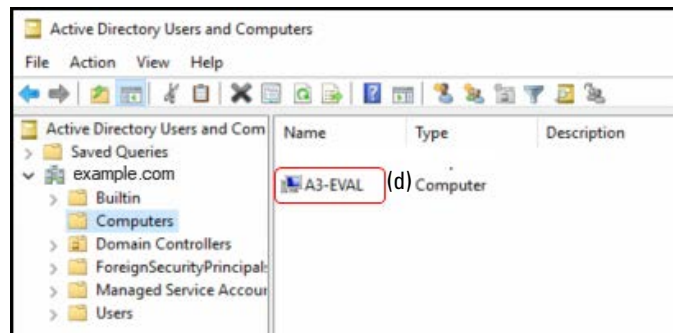 Active Directory Users and Computers
File Action View Help
Active Directory Users and Com
Saved Queries
example.com
Builtin
Computers
Domain Controllers
ForeignSecurityPrincipal
Managed Service Accour
Users
Name Type Description
A3-EVAL (d) Computer